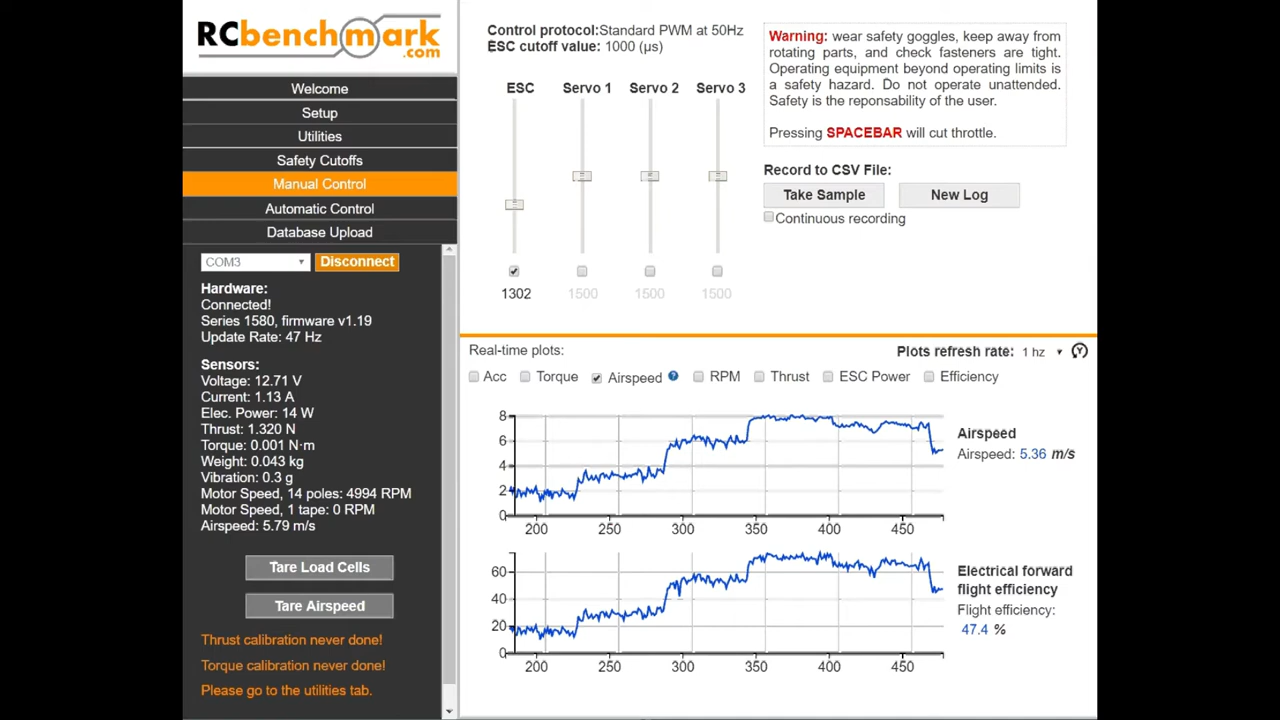 RCbenchmark
.com
Welcome
Setup
Utilities
Safety Cutoffs
Manual Control
Automatic Control
Database Upload
COM3
Disconnect
Hardware:
Connected!
Series 1580, firmware v1.19
Update Rate: 47 Hz
Sensors:
Voltage: 12.71 V
Current: 1.13 A
Elec. Power: 14 W
Thrust: 1.320 N
Torque: 0.001 N·m
Weight: 0.043 kg
Vibration: 0.3 g
Motor Speed, 14 poles: 4994 RPM
Motor Speed, 1 tape: 0 RPM
Airspeed: 5.79 m/s
Tare Load Cells
Tare Airspeed
Thrust calibration never done!
Torque calibration never done!
Please go to the utilities tab.
Control protocol:Standard PWM at 50Hz
ESC cutoff value: 1000 (µs)
ESC Servo 1 Servo 2 Servo 3
1302 1500 1500 1500
Warning: wear safety goggles, keep away from
rotating parts, and check fasteners are tight.
Operating equipment beyond operating limits is
a safety hazard. Do not operate unattended.
Safety is the reponsability of the user.
Pressing SPACEBAR will cut throttle.
Record to CSV File:
Take Sample New Log
Continuous recording
Real-time plots:
Plots refresh rate: 1 hz
Y
Acc Torque Airspeed ? RPM Thrust ESC Power Efficiency
8
6
4
2
0
200 250 300 350 400 450
Airspeed
Airspeed: 5.36 m/s
60
40
20
0
200 250 300 350 400 450
Electrical forward
flight efficiency
Flight efficiency:
47.4 %